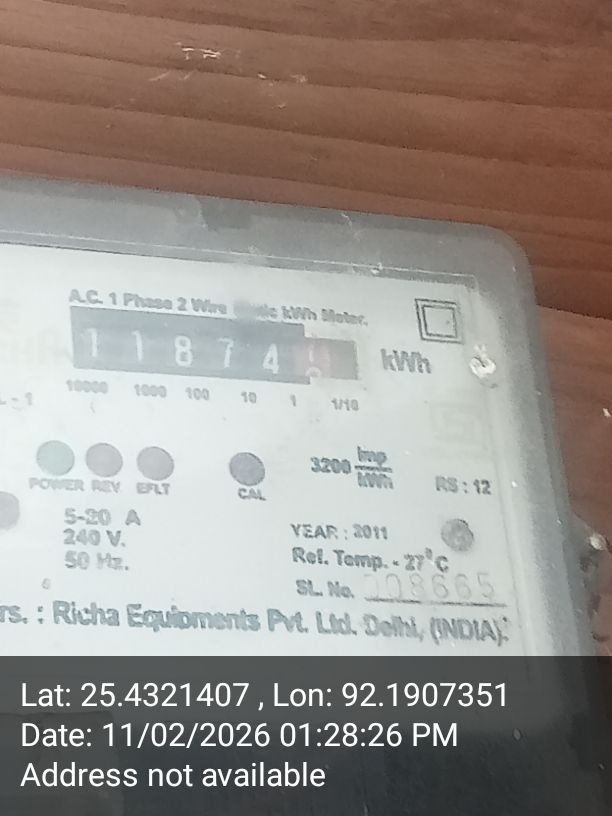 A.C. 1 Phase 2 Wire kWh Meter.
1 1 8 7 4
kWh
10000 1000 100 10 1 1/10
3200 Imp/kWh
POWER REV EFLT CAL
RS : 12
5-20 A
240 V.
50 Hz.
YEAR : 2011
Ref. Temp. - 27°C
SL. No. 08665
rs. : Richa Equipments Pvt. Ltd. Delhi, (INDIA).
Lat: 25.4321407 , Lon: 92.1907351
Date: 11/02/2026 01:28:26 PM
Address not available